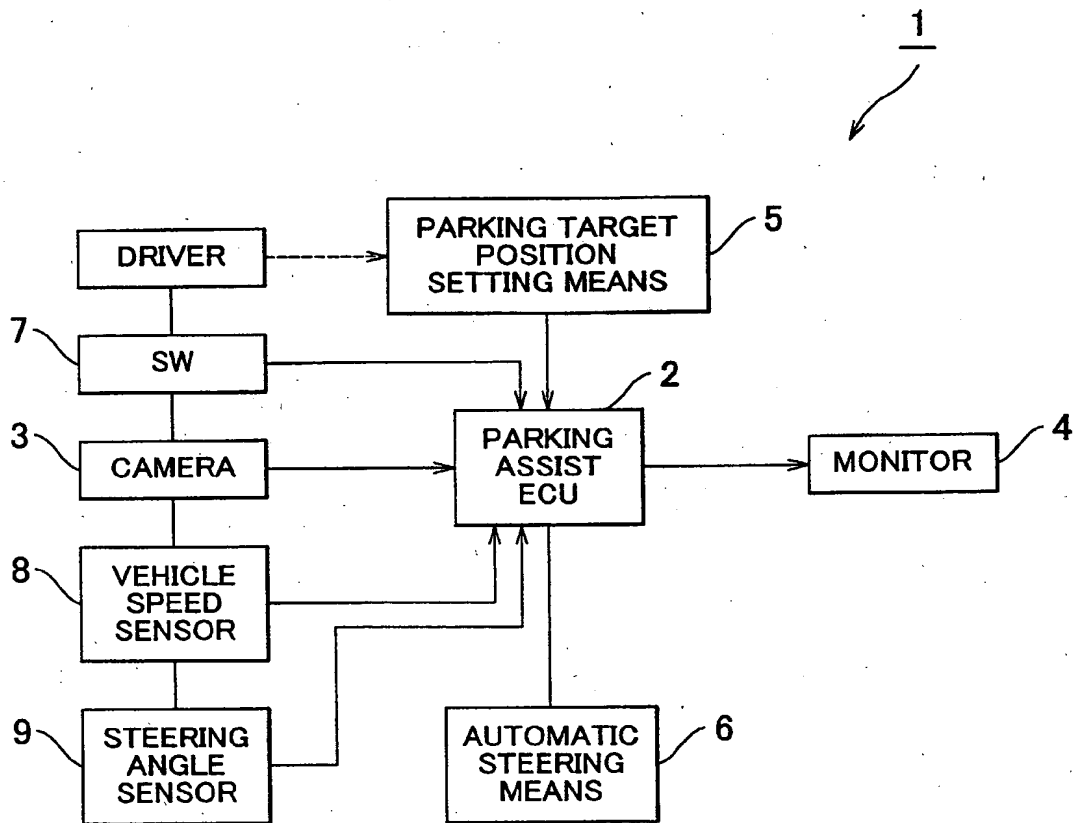 1
PARKING TARGET
POSITION
SETTING MEANS
5
DRIVER
7
SW
2
3
CAMERA
PARKING
ASSIST
ECU
MONITOR
4
8
VEHICLE
SPEED
SENSOR
9
STEERING
ANGLE
SENSOR
AUTOMATIC
STEERING
MEANS
6